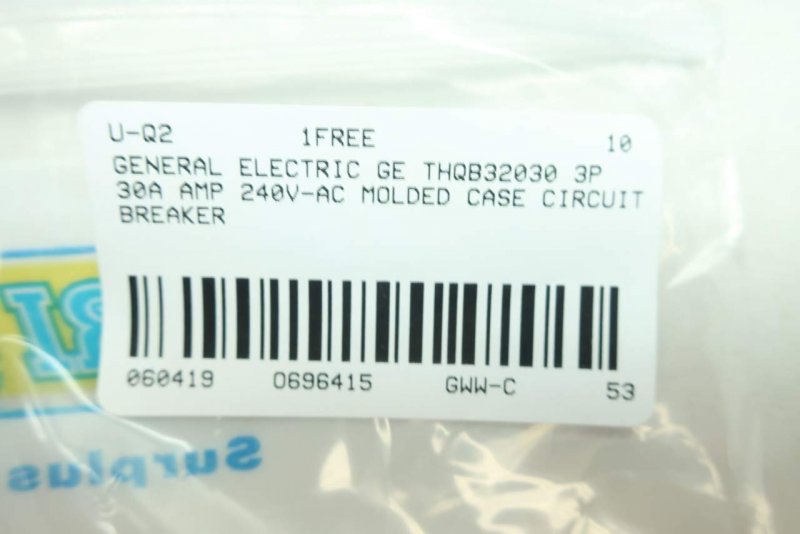 U-Q2 1FREE 10
GENERAL ELECTRIC GE THQB32030 3P
30A AMP 240V-AC MOLDED CASE CIRCUIT
BREAKER
060419 0696415 GWW-C 53
RI
Surplus